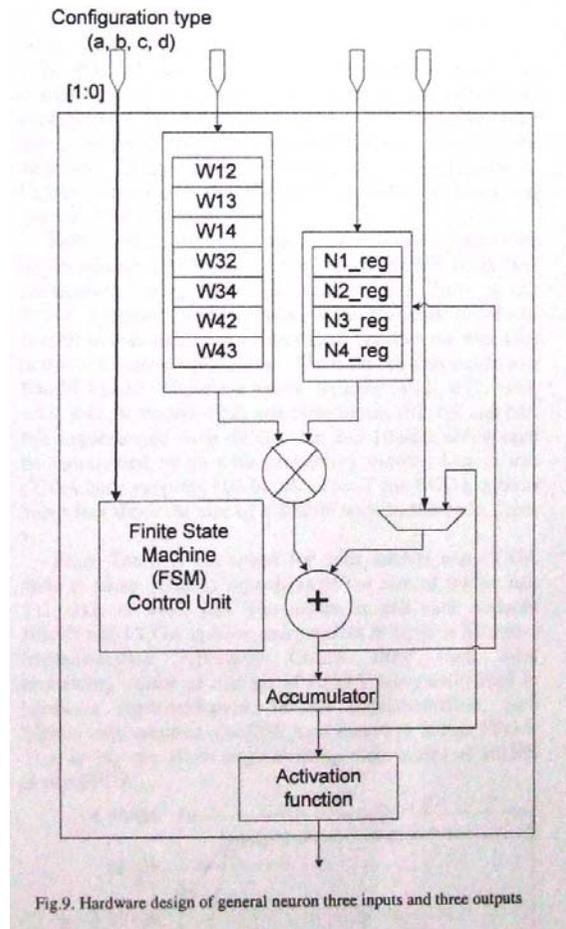 Configuration type
(a, b, c, d)
[1:0]
W12
W13
W14
W32
W34
W42
W43
N1_reg
N2_reg
N3_reg
N4_reg
Finite State
Machine
(FSM)
Control Unit
+
Accumulator
Activation
function
Fig.9. Hardware design of general neuron three inputs and three outputs